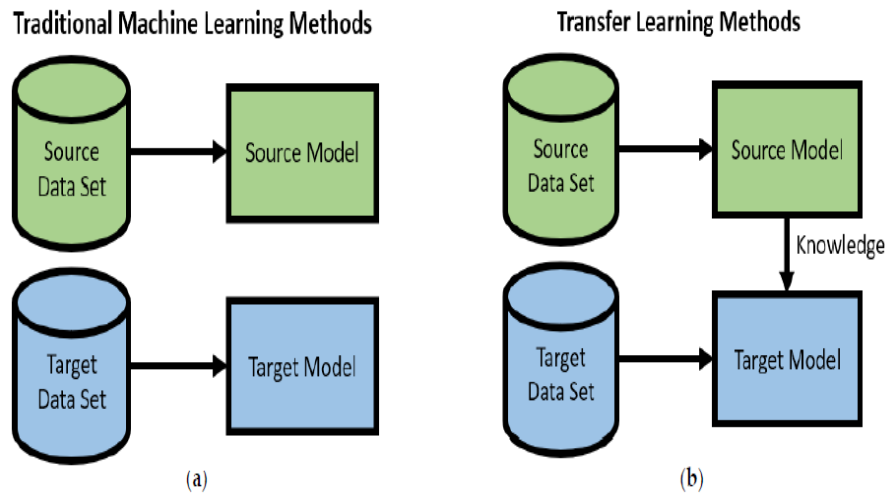 Traditional Machine Learning Methods
Source
Data Set
Source Model
Target
Data Set
Target Model
(a)
Transfer Learning Methods
Source
Data Set
Source Model
Knowledge
Target
Data Set
Target Model
(b)